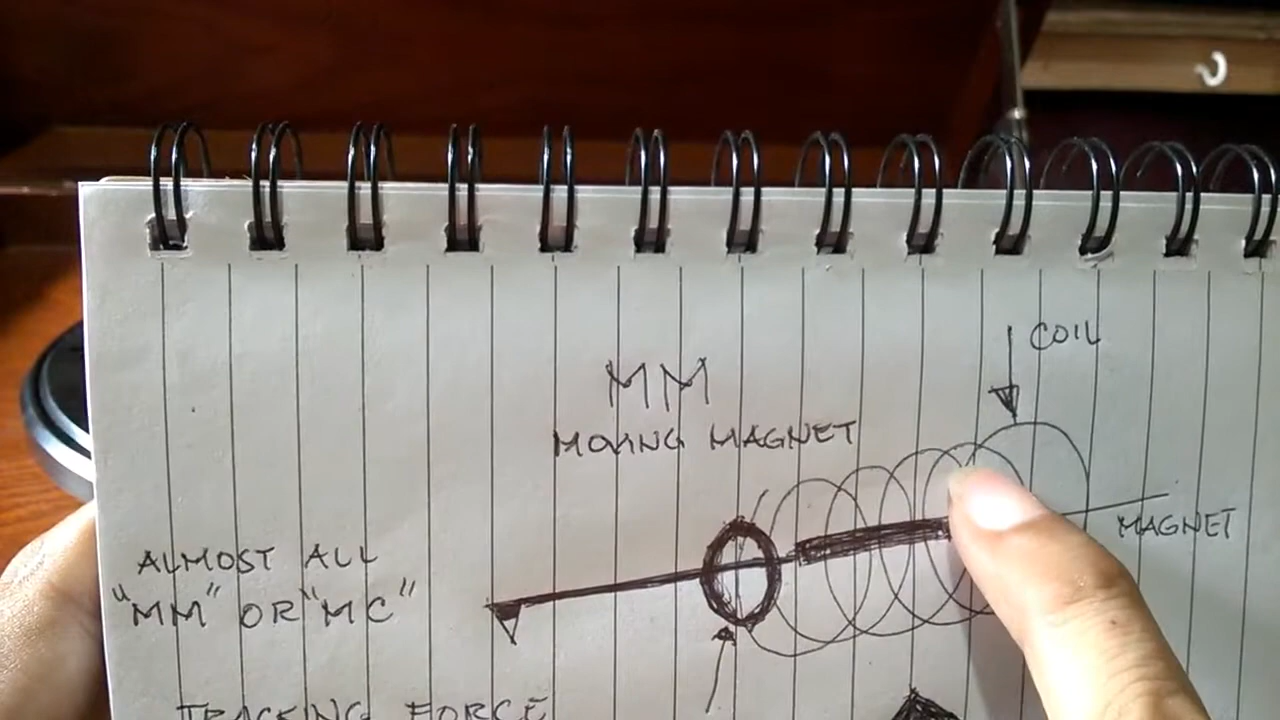 COIL
MM
MOVING MAGNET
MAGNET
ALMOST ALL
"MM" OR "MC"
TRACKING FORCE